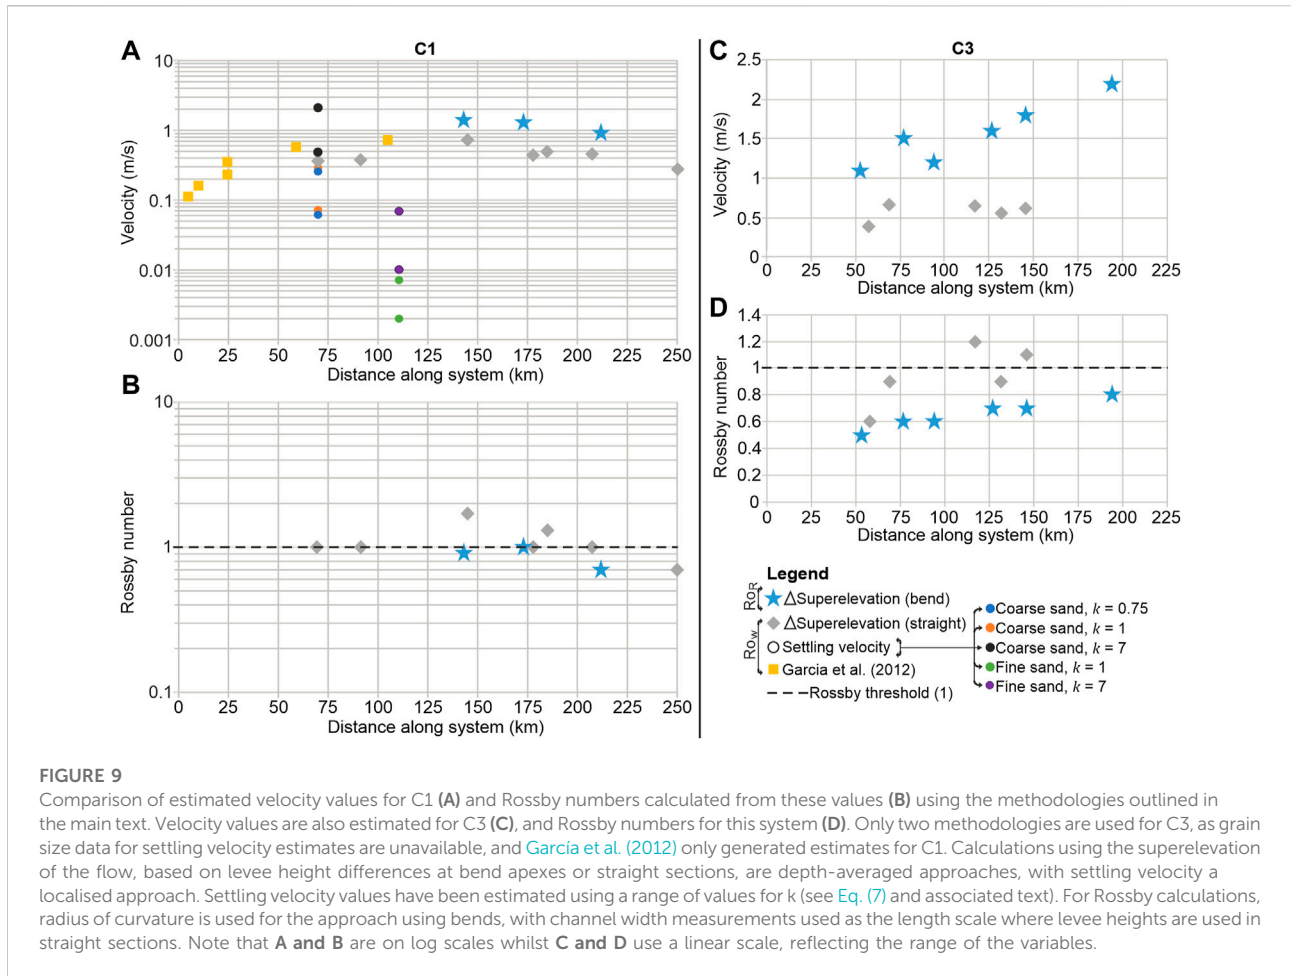 A
C1
10
1
0.1
0.01
0.001
Velocity (m/s)
0 25 50 75 100 125 150 175 200 225 250
Distance along system (km)
B
10
1
0.1
Rossby number
0 25 50 75 100 125 150 175 200 225 250
Distance along system (km)
C
C3
2.5
2
1.5
1
0.5
0
Velocity (m/s)
0 25 50 75 100 125 150 175 200 225
Distance along system (km)
D
1.4
1.2
1
0.8
0.6
0.4
0.2
0
Rossby number
0 25 50 75 100 125 150 175 200 225
Distance along system (km)
Legend
Ro_R
△Superelevation (bend)
Ro_w
△Superelevation (straight)
Settling velocity
Garcia et al. (2012)
Rossby threshold (1)
Coarse sand, k = 0.75
Coarse sand, k = 1
Coarse sand, k = 7
Fine sand, k = 1
Fine sand, k = 7
FIGURE 9
Comparison of estimated velocity values for C1 (A) and Rossby numbers calculated from these values (B) using the methodologies outlined in
the main text. Velocity values are also estimated for C3 (C), and Rossby numbers for this system (D). Only two methodologies are used for C3, as grain
size data for settling velocity estimates are unavailable, and García et al. (2012) only generated estimates for C1. Calculations using the superelevation
of the flow, based on levee height differences at bend apexes or straight sections, are depth-averaged approaches, with settling velocity a
localised approach. Settling velocity values have been estimated using a range of values for k (see Eq. (7) and associated text). For Rossby calculations,
radius of curvature is used for the approach using bends, with channel width measurements used as the length scale where levee heights are used in
straight sections. Note that A and B are on log scales whilst C and D use a linear scale, reflecting the range of the variables.